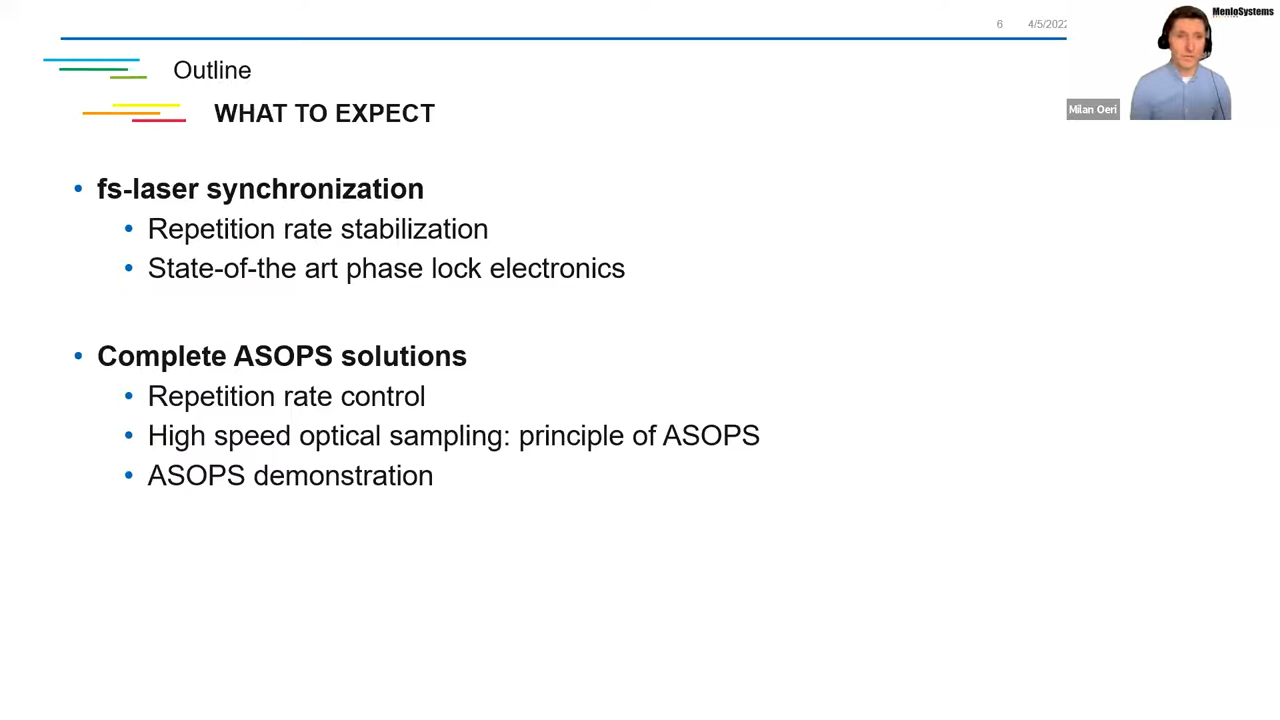 6 4/5/2022
MenloSystems
Outline
WHAT TO EXPECT
Milan Oeri
• fs-laser synchronization
• Repetition rate stabilization
• State-of-the art phase lock electronics
• Complete ASOPS solutions
• Repetition rate control
• High speed optical sampling: principle of ASOPS
• ASOPS demonstration